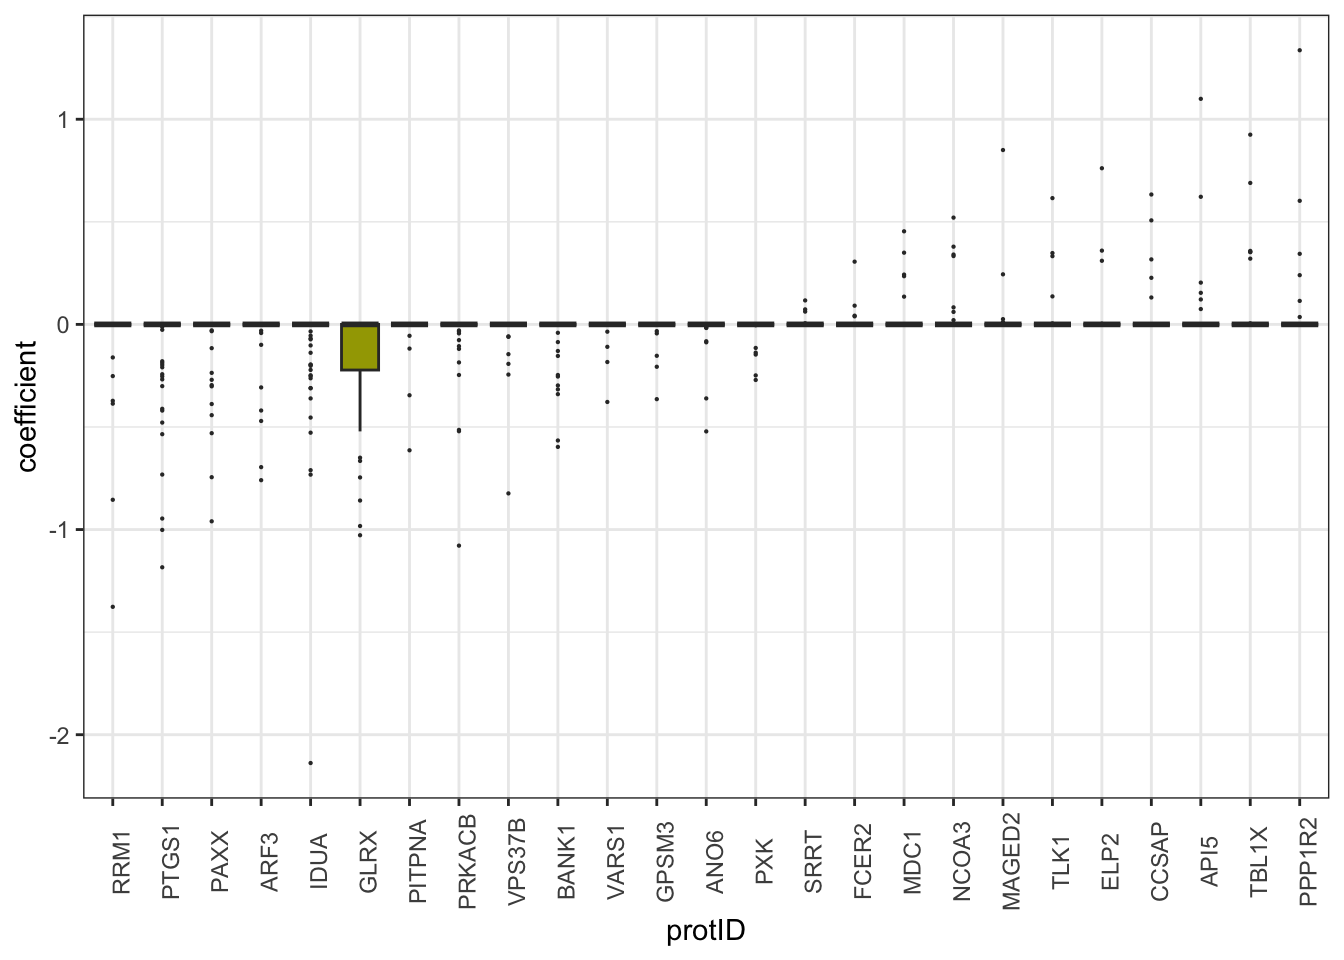 coefficient
1
0
-1
-2
RRM1
PTGS1
PAXX
ARF3
IDUA
GLRX
PITPNA
PRKACB
VPS37B
BANK1
VARS1
GPSM3
ANO6
PXK
SRRT
FCER2
MDC1
NCOA3
MAGED2
TLK1
ELP2
CCSAP
API5
TBL1X
PPP1R2
protID